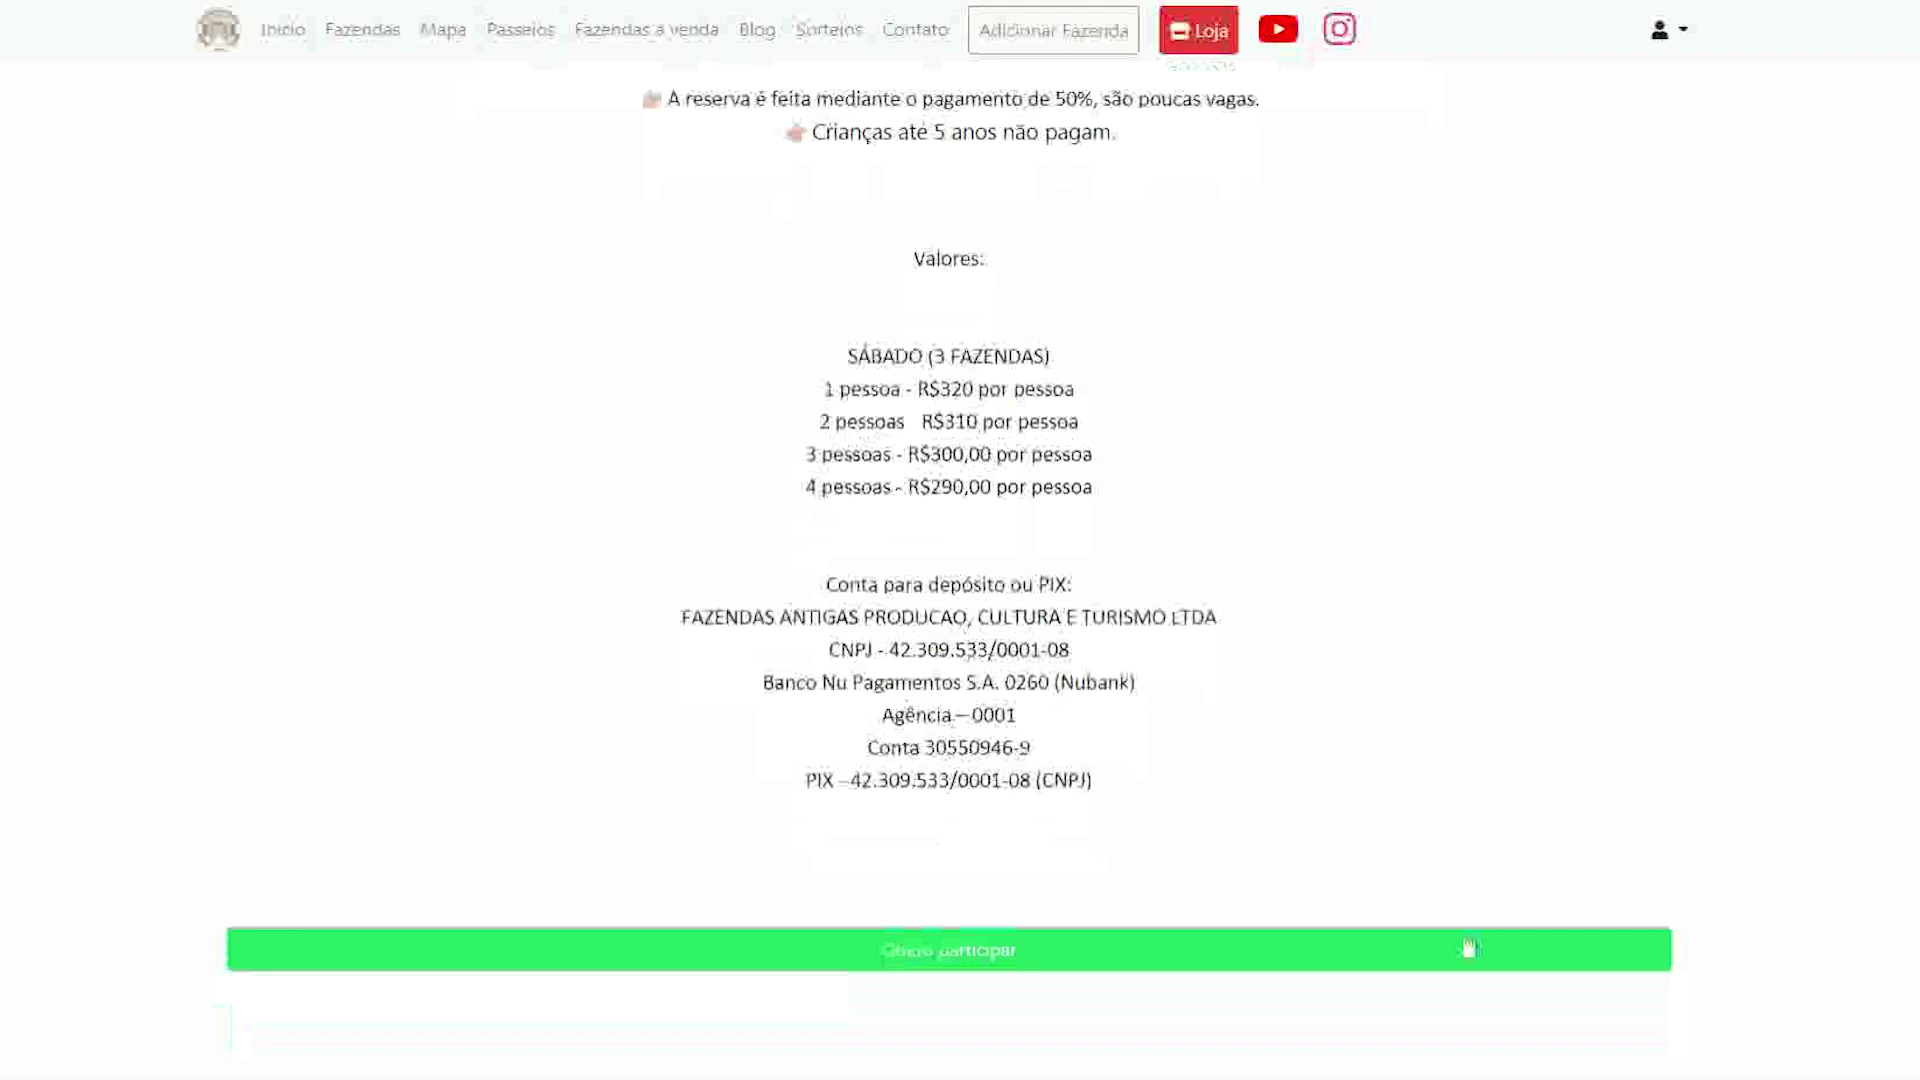 Início Fazendas Mapa Passeios Fazendas à venda Blog Sorteios Contato Adicionar Fazenda Loja
A reserva é feita mediante o pagamento de 50%, são poucas vagas.
Crianças até 5 anos não pagam.
Valores:
SÁBADO (3 FAZENDAS)
1 pessoa - R$320 por pessoa
2 pessoas R$310 por pessoa
3 pessoas - R$300,00 por pessoa
4 pessoas - R$290,00 por pessoa
Conta para depósito ou PIX:
FAZENDAS ANTIGAS PRODUCAO, CULTURA E TURISMO LTDA
CNPJ - 42.309.533/0001-08
Banco Nu Pagamentos S.A. 0260 (Nubank)
Agência – 0001
Conta 30550946-9
PIX – 42.309.533/0001-08 (CNPJ)
Quero participar